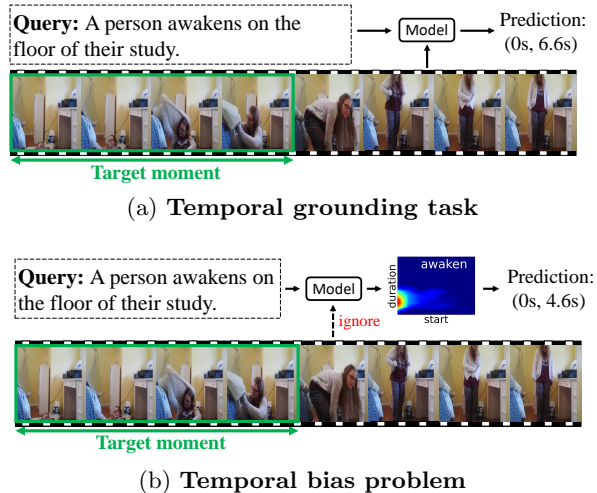 Query: A person awakens on the
floor of their study.
Model
Prediction:
(0s, 6.6s)
Target moment
(a) Temporal grounding task
Query: A person awakens on
the floor of their study.
Model
ignore
awaken
duration
start
Prediction:
(0s, 4.6s)
Target moment
(b) Temporal bias problem